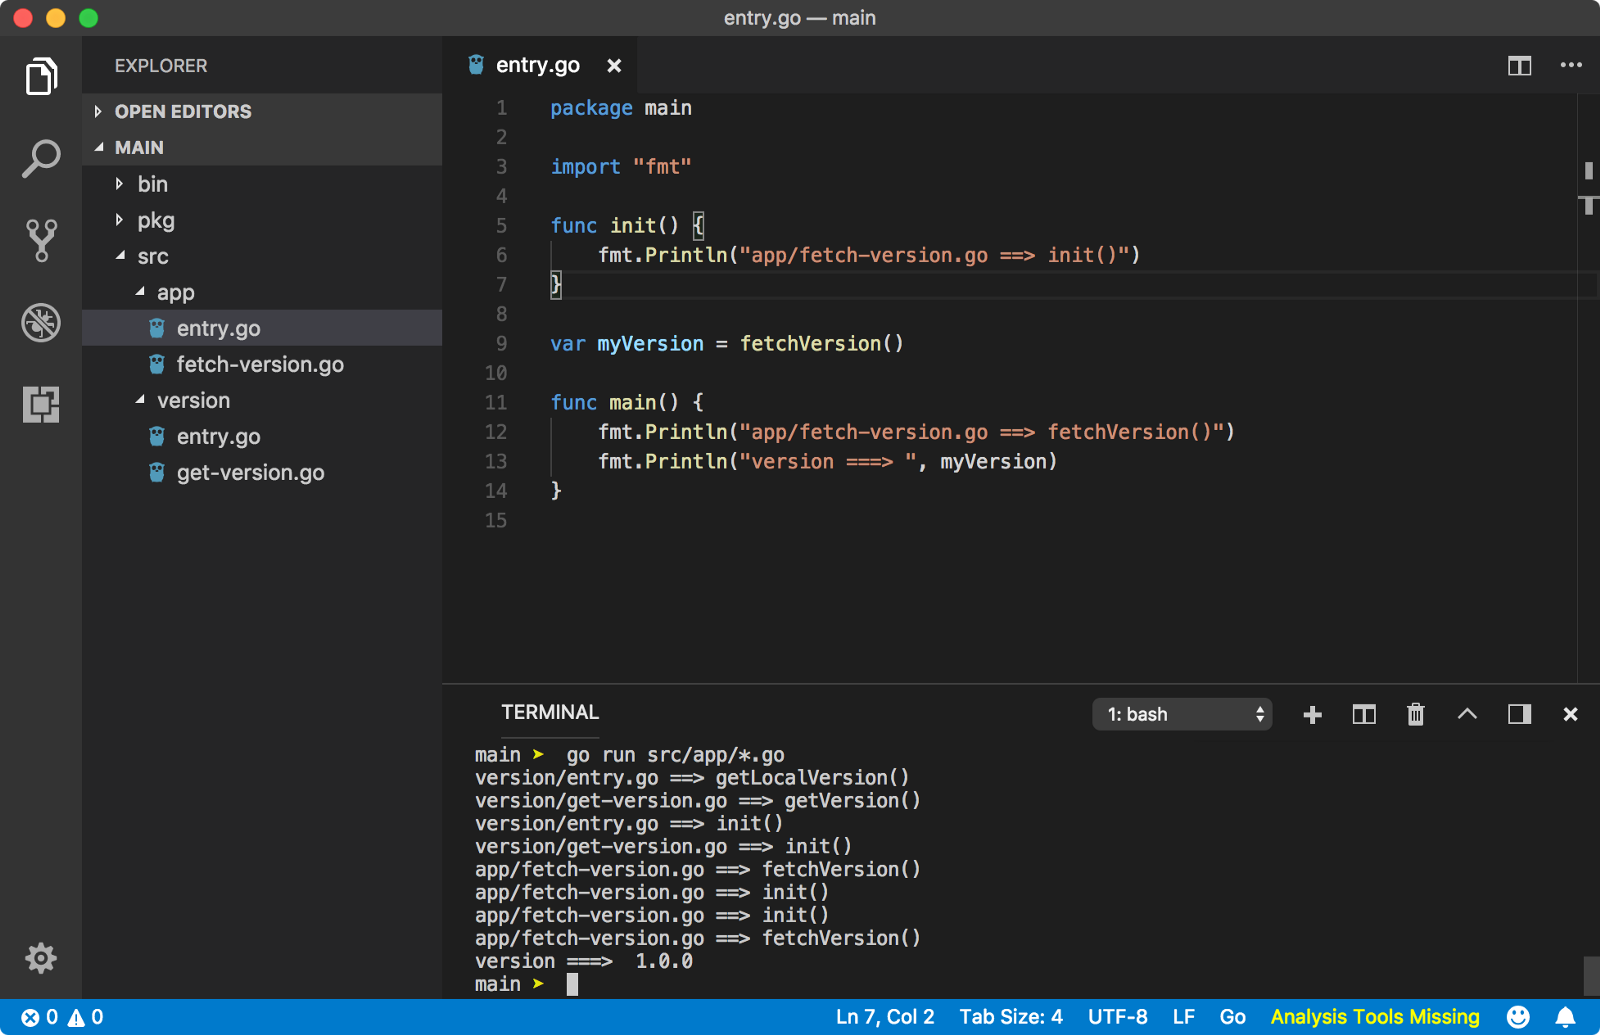 entry.go — main
EXPLORER
OPEN EDITORS
MAIN
bin
pkg
src
app
entry.go
fetch-version.go
version
entry.go
get-version.go
entry.go
1 package main
2
3 import "fmt"
4
5 func init() {
6 fmt.Println("app/fetch-version.go ==> init()")
7 }
8
9 var myVersion = fetchVersion()
10
11 func main() {
12 fmt.Println("app/fetch-version.go ==> fetchVersion()")
13 fmt.Println("version ===> ", myVersion)
14 }
15
TERMINAL
1: bash
main ➤ go run src/app/*.go
version/entry.go ==> getLocalVersion()
version/get-version.go ==> getVersion()
version/entry.go ==> init()
version/get-version.go ==> init()
app/fetch-version.go ==> fetchVersion()
app/fetch-version.go ==> init()
app/fetch-version.go ==> init()
app/fetch-version.go ==> fetchVersion()
version ===>  1.0.0
main ➤
0 0 Ln 7, Col 2 Tab Size: 4 UTF-8 LF Go Analysis Tools Missing